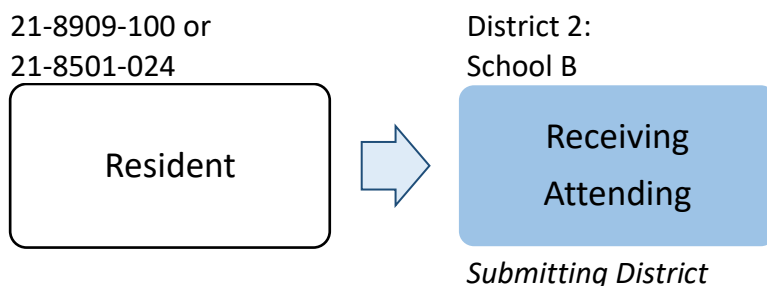 21-8909-100 or
21-8501-024
Resident
District 2:
School B
Receiving
Attending
Submitting District